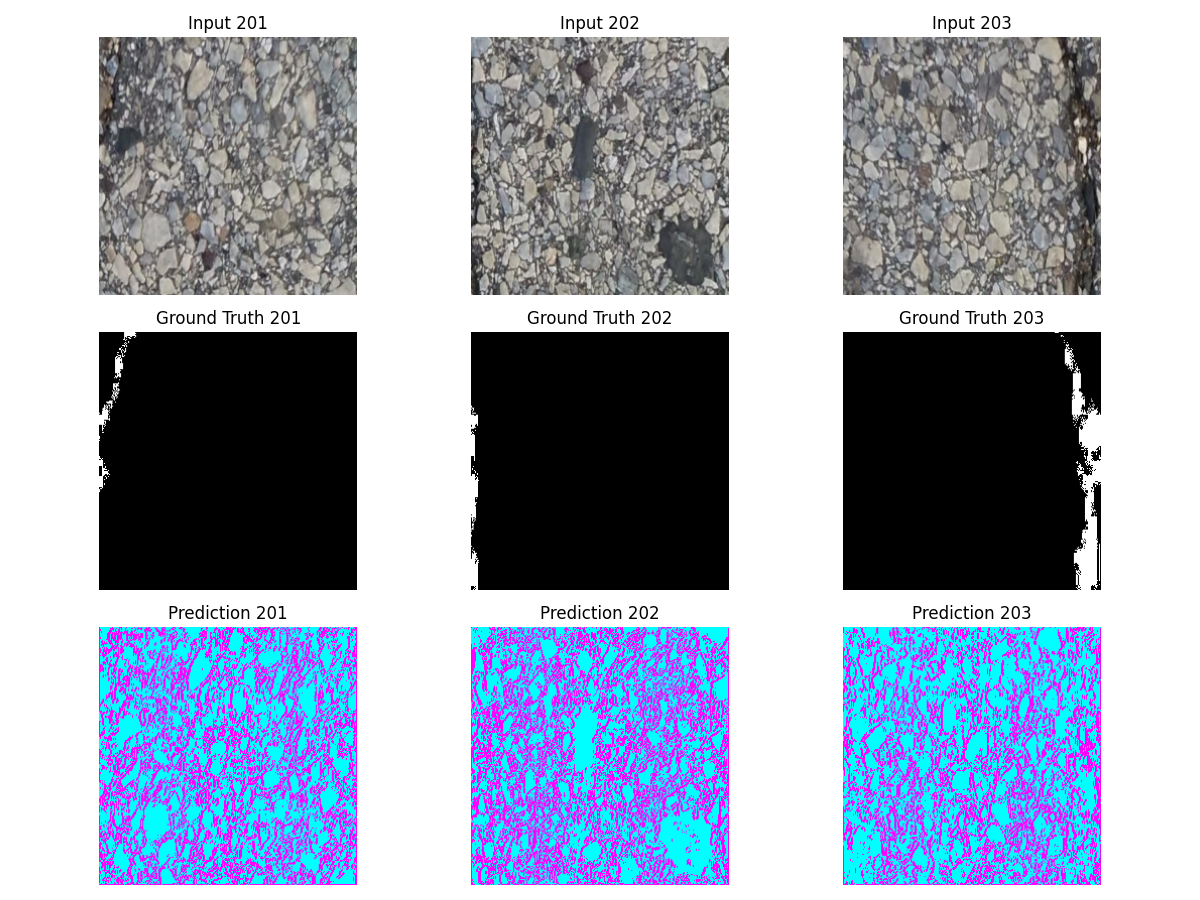 Input 201
Input 202
Input 203
Ground Truth 201
Ground Truth 202
Ground Truth 203
Prediction 201
Prediction 202
Prediction 203